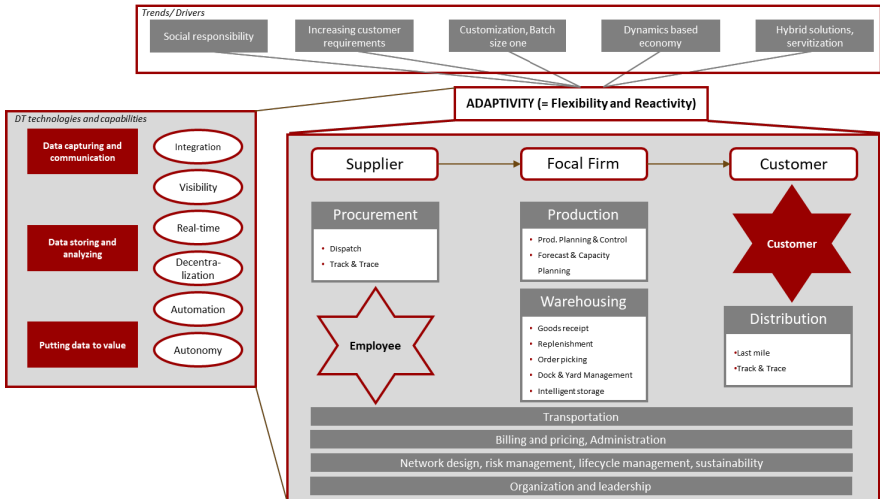 Trends/ Drivers
Social responsibility
Increasing customer
requirements
Customization, Batch
size one
Dynamics based
economy
Hybrid solutions,
servitization
ADAPTIVITY (= Flexibility and Reactivity)
DT technologies and capabilities
Data capturing and
communication
Data storing and
analyzing
Putting data to value
Integration
Visibility
Real-time
Decentra-
lization
Automation
Autonomy
Supplier
Focal Firm
Customer
Procurement
• Dispatch
• Track & Trace
Employee
Production
• Prod. Planning & Control
• Forecast & Capacity
Planning
Warehousing
• Goods receipt
• Replenishment
• Order picking
• Dock & Yard Management
• Intelligent storage
Customer
Distribution
•Last mile
•Track & Trace
Transportation
Billing and pricing, Administration
Network design, risk management, lifecycle management, sustainability
Organization and leadership